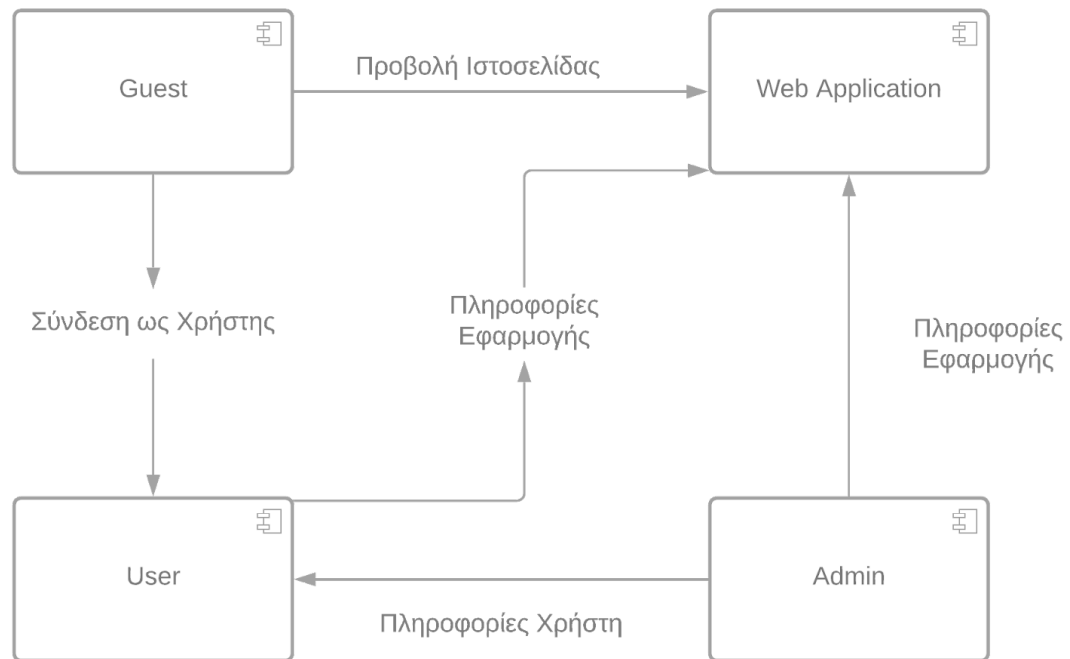 Guest
Προβολή Ιστοσελίδας
Web Application
Σύνδεση ως Χρήστης
Πληροφορίες
Εφαρμογής
Πληροφορίες
Εφαρμογής
User
Πληροφορίες Χρήστη
Admin